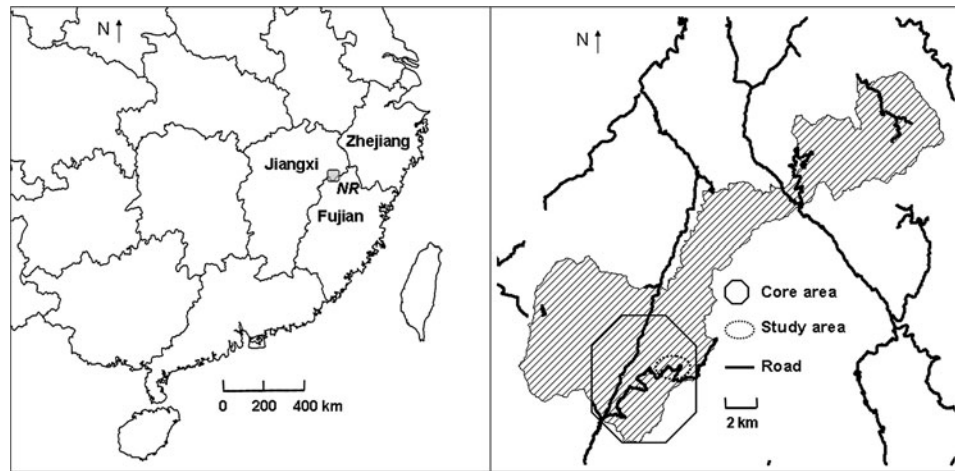 N
Zhejiang
Jiangxi
NR
Fujian
0 200 400 km
N
Core area
Study area
Road
2 km